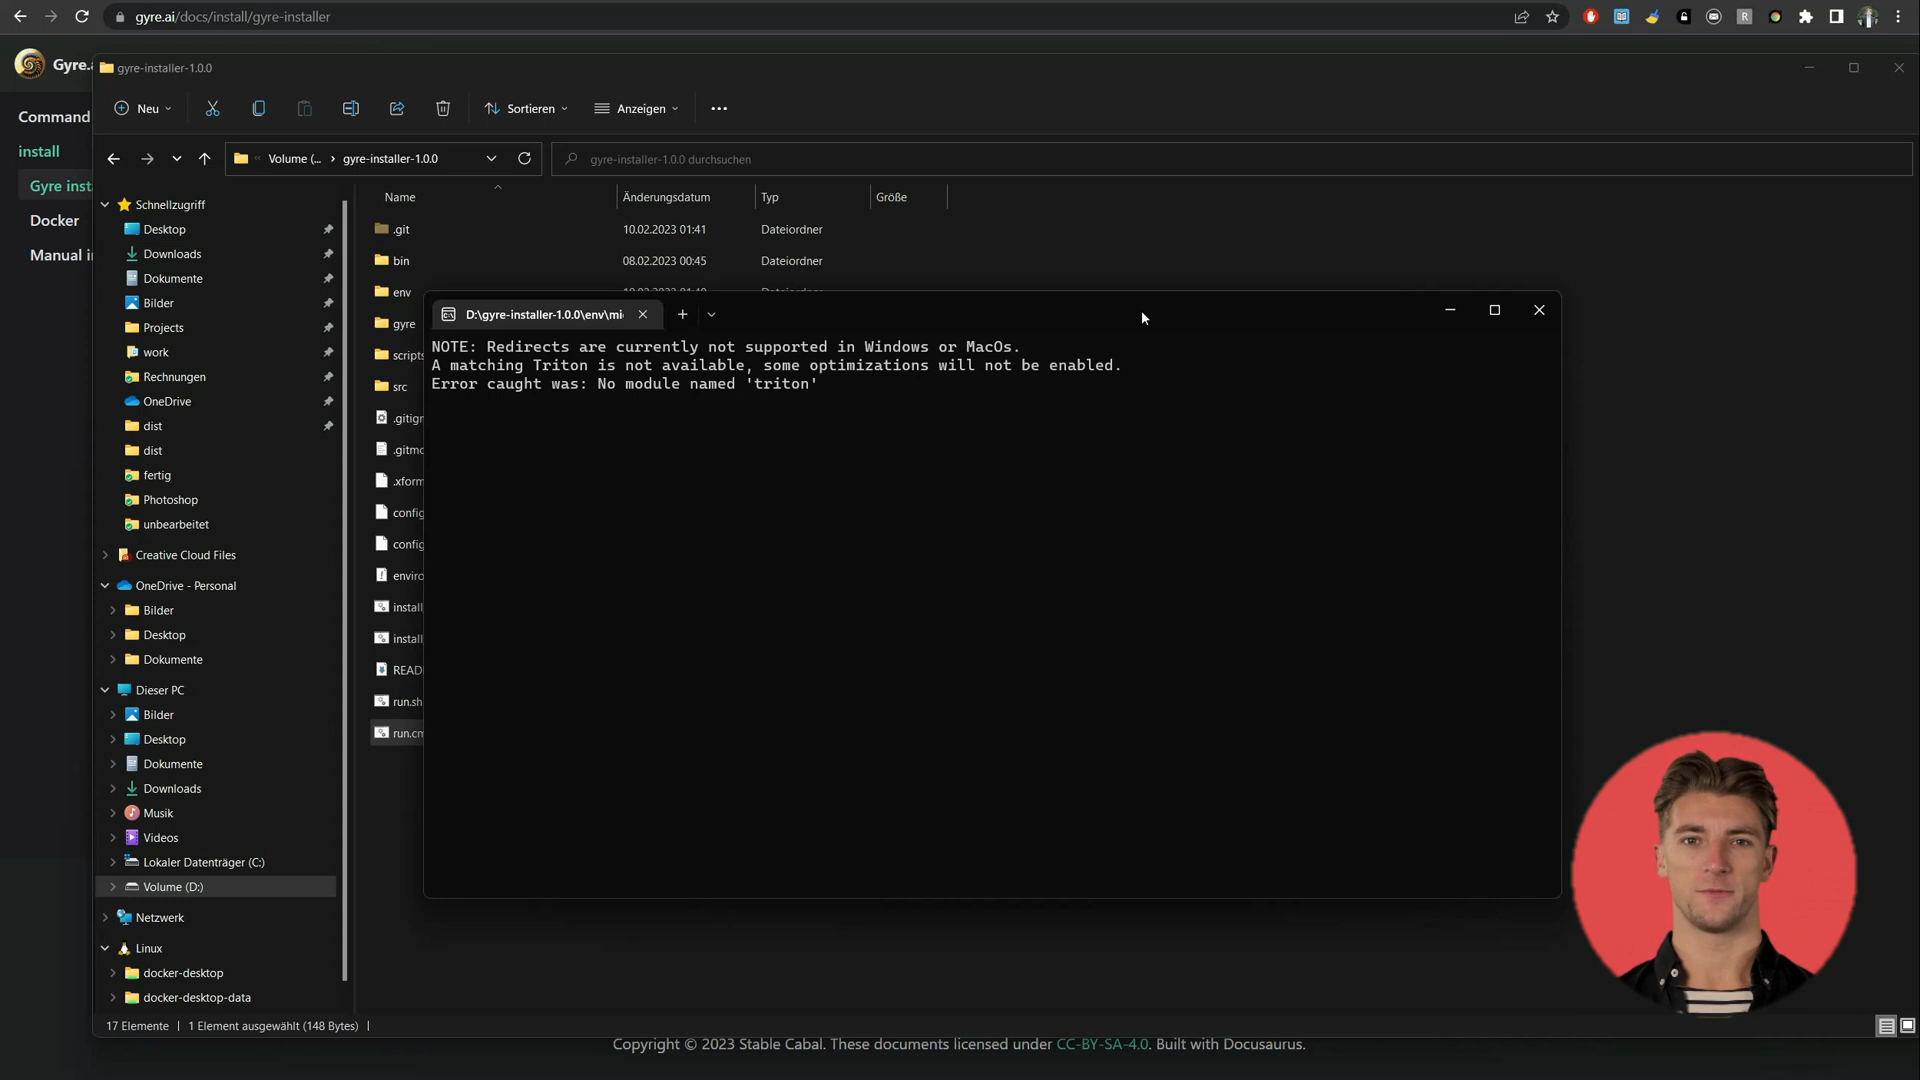 gyre.ai/docs/install/gyre-installer
Gyre.a
gyre-installer-1.0.0
Command
install
Gyre inst
Docker
Manual i
Neu
Sortieren
Anzeigen
Volume (...
gyre-installer-1.0.0
gyre-installer-1.0.0 durchsuchen
Schnellzugriff
Desktop
Downloads
Dokumente
Bilder
Projects
work
Rechnungen
OneDrive
dist
dist
fertig
Photoshop
unbearbeitet
Creative Cloud Files
OneDrive - Personal
Bilder
Desktop
Dokumente
Dieser PC
Bilder
Desktop
Dokumente
Downloads
Musik
Videos
Lokaler Datenträger (C:)
Volume (D:)
Netzwerk
Linux
docker-desktop
docker-desktop-data
Name Änderungsdatum Typ Größe
.git 10.02.2023 01:41 Dateiordner
bin 08.02.2023 00:45 Dateiordner
env
gyre
scripts
src
.gitign
.gitmo
.xform
config
config
enviro
install
install
READ
run.sh
run.cm
D:\gyre-installer-1.0.0\env\mi
NOTE: Redirects are currently not supported in Windows or MacOs.
A matching Triton is not available, some optimizations will not be enabled.
Error caught was: No module named 'triton'
17 Elemente
1 Element ausgewählt (148 Bytes)
Copyright © 2023 Stable Cabal. These documents licensed under CC-BY-SA-4.0. Built with Docusaurus.